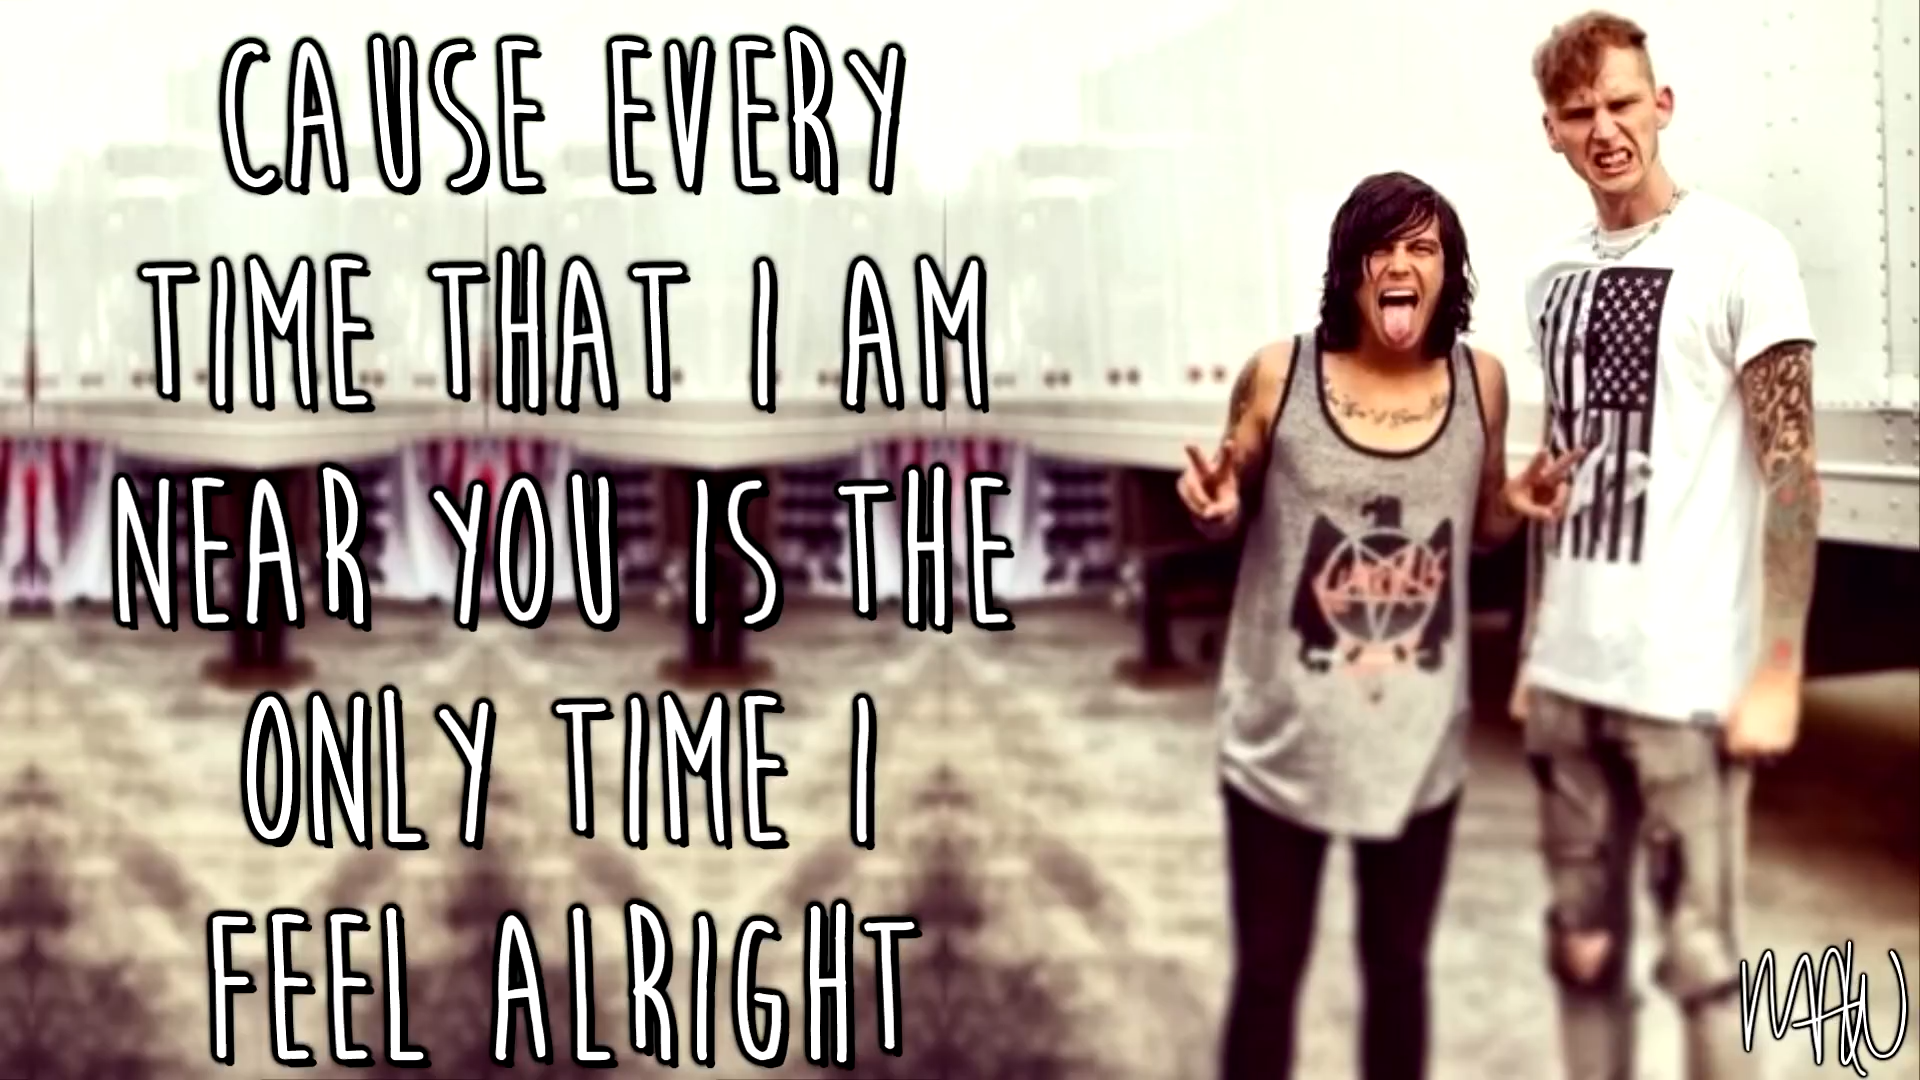 CAUSE EVERY
TIME THAT I AM
NEAR YOU IS THE
ONLY TIME I
FEEL ALRIGHT